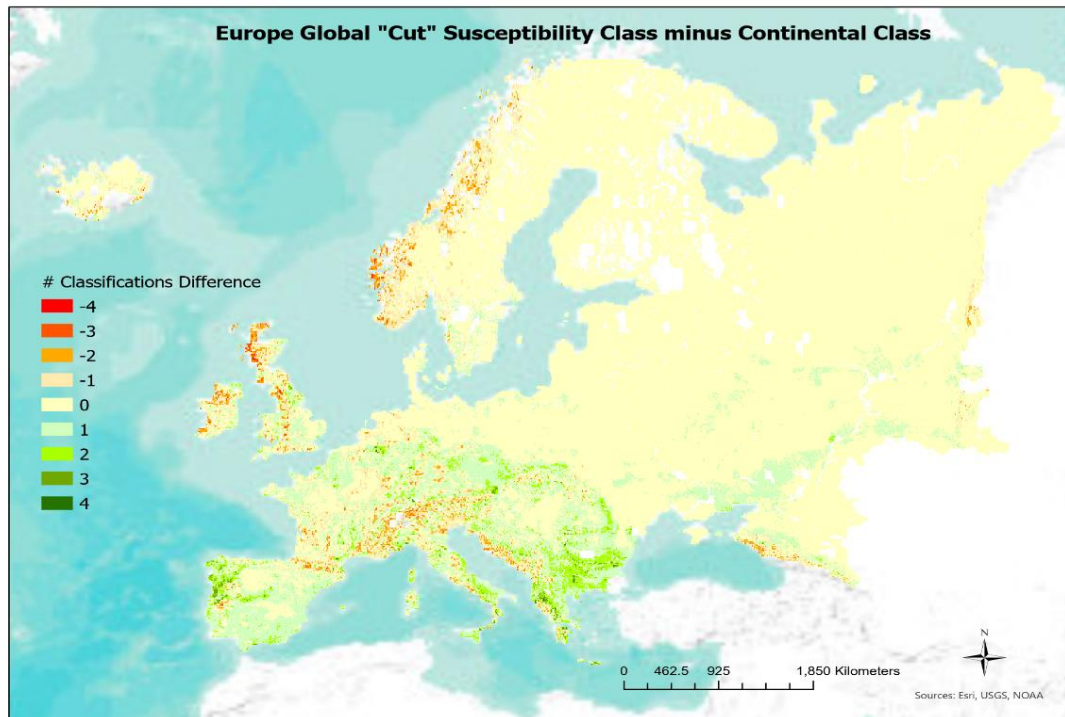 Europe Global "Cut" Susceptibility Class minus Continental Class
# Classifications Difference
-4
-3
-2
-1
0
1
2
3
4
N
0 462.5 925 1,850 Kilometers
Sources: Esri, USGS, NOAA